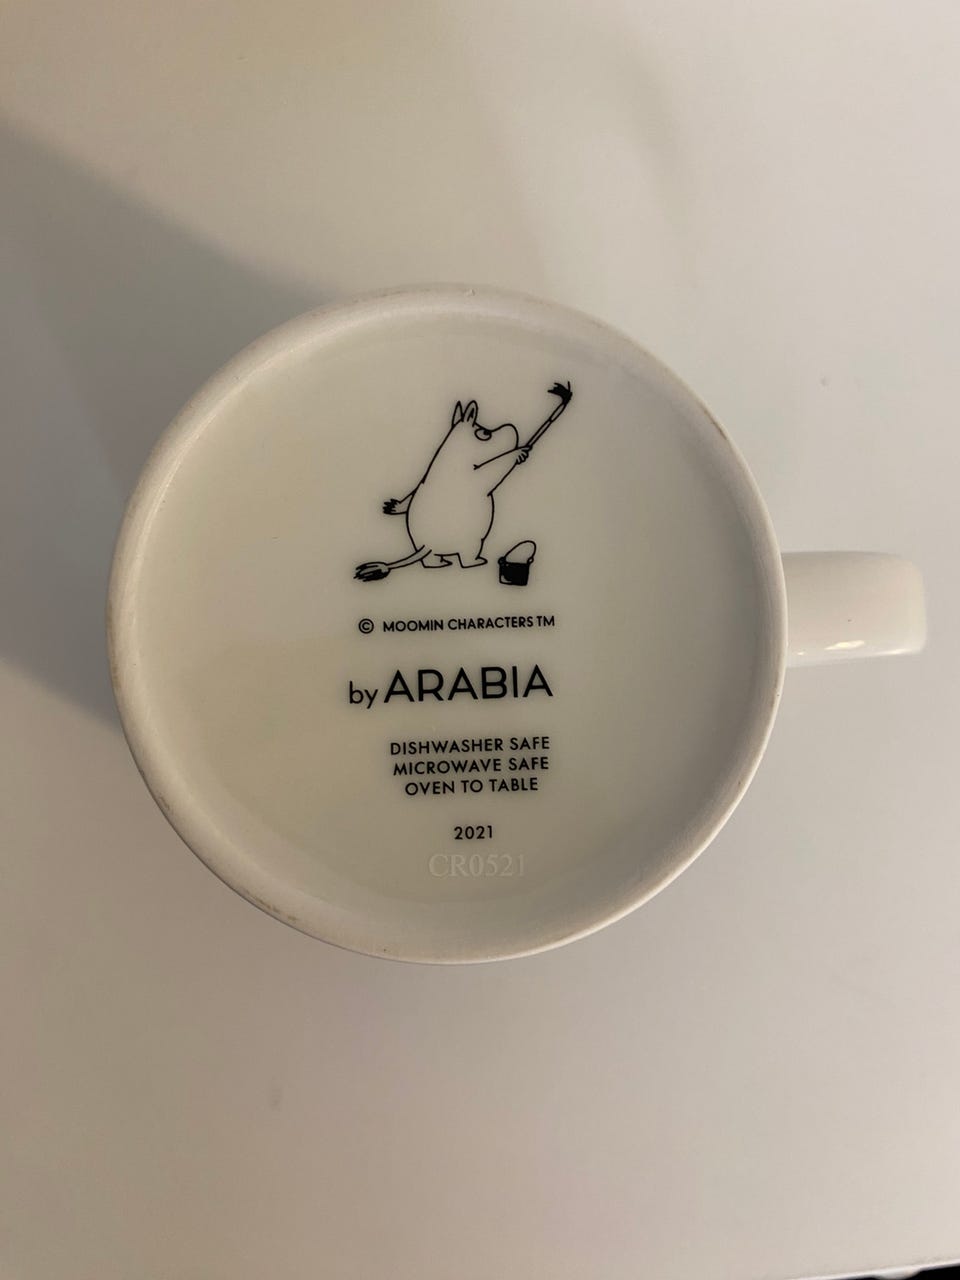 © MOOMIN CHARACTERS TM
by ARABIA
DISHWASHER SAFE
MICROWAVE SAFE
OVEN TO TABLE
2021
CR0521